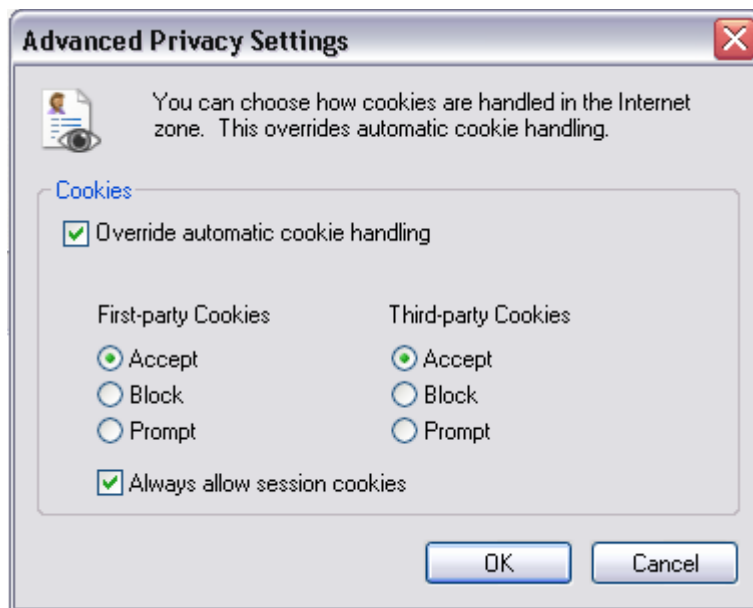 Advanced Privacy Settings
You can choose how cookies are handled in the Internet
zone.  This overrides automatic cookie handling.
Cookies
Override automatic cookie handling
First-party Cookies
Third-party Cookies
Accept
Accept
Block
Block
Prompt
Prompt
Always allow session cookies
OK
Cancel